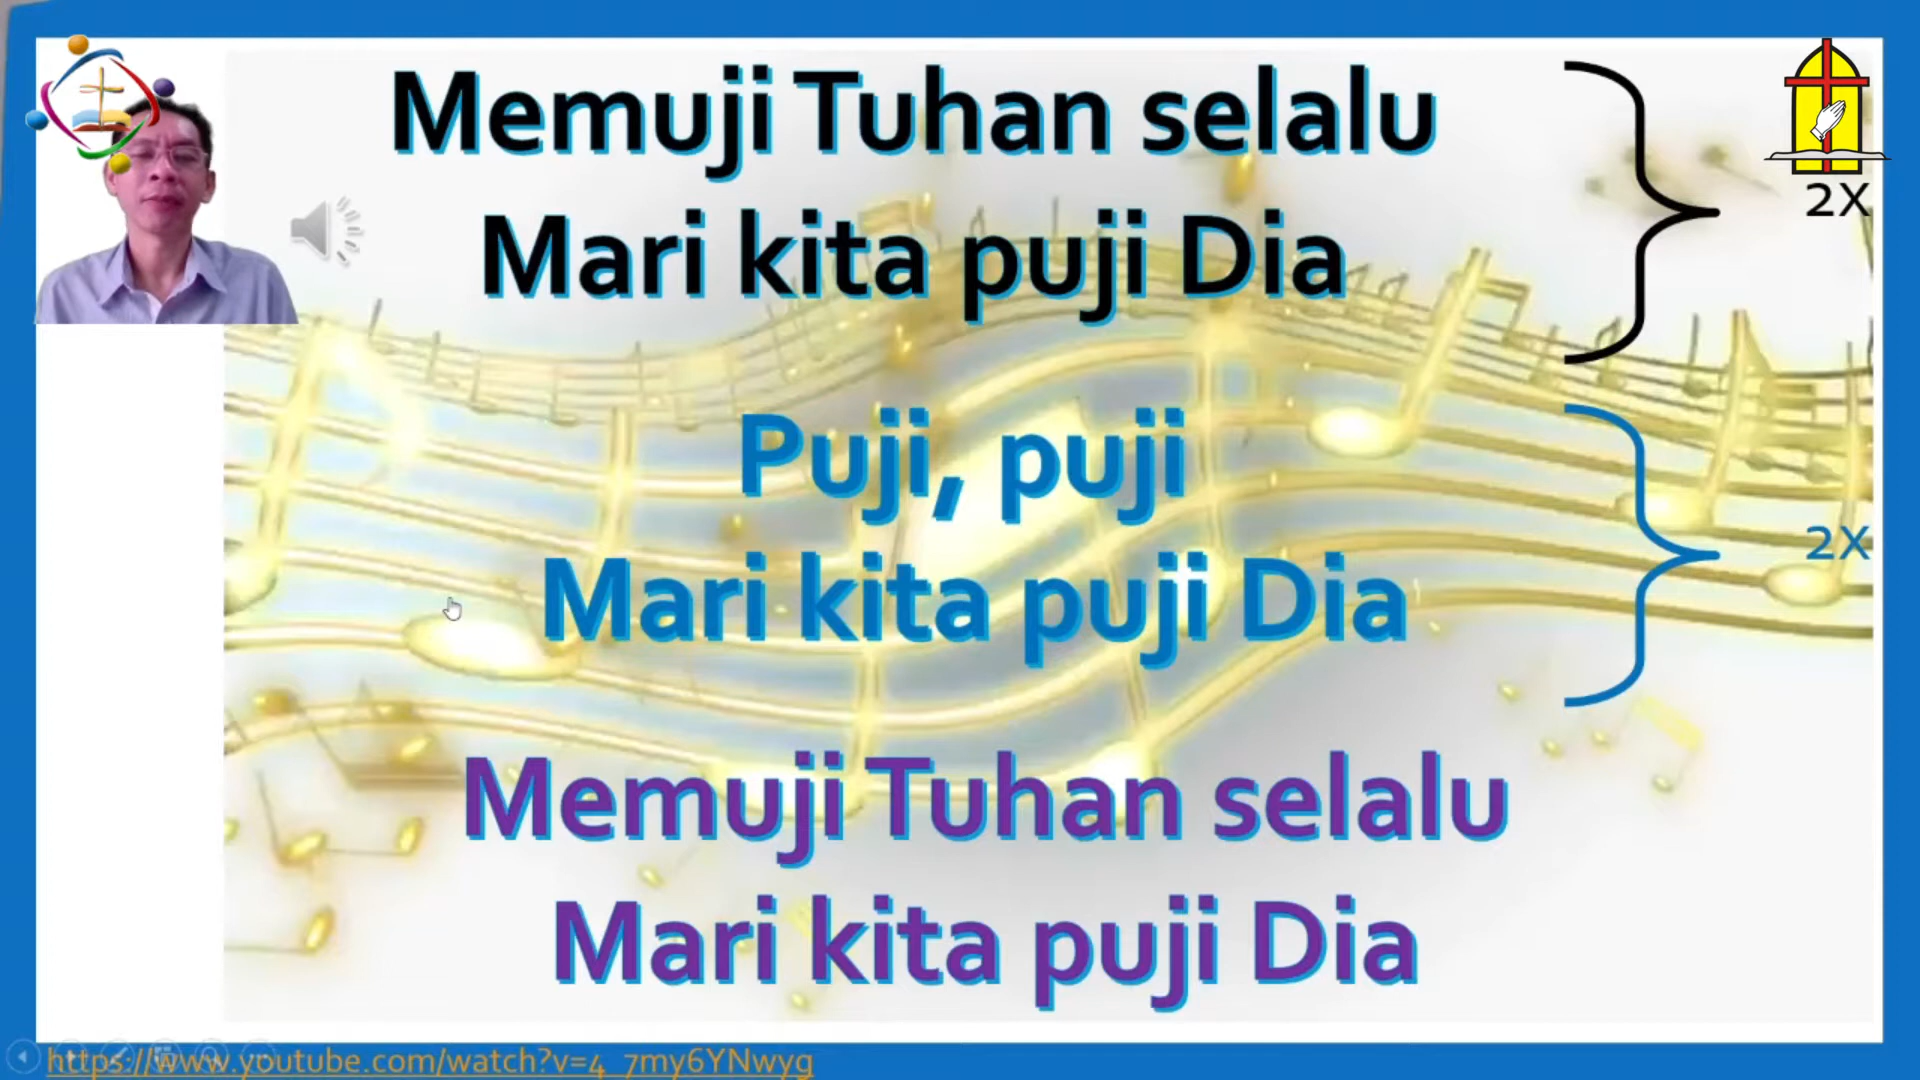 Memuji Tuhan selalu
Mari kita puji Dia
2X
Puji, puji
Mari kita puji Dia
2X
Memuji Tuhan selalu
Mari kita puji Dia
https://www.youtube.com/watch?v=4_7my6YNwyg